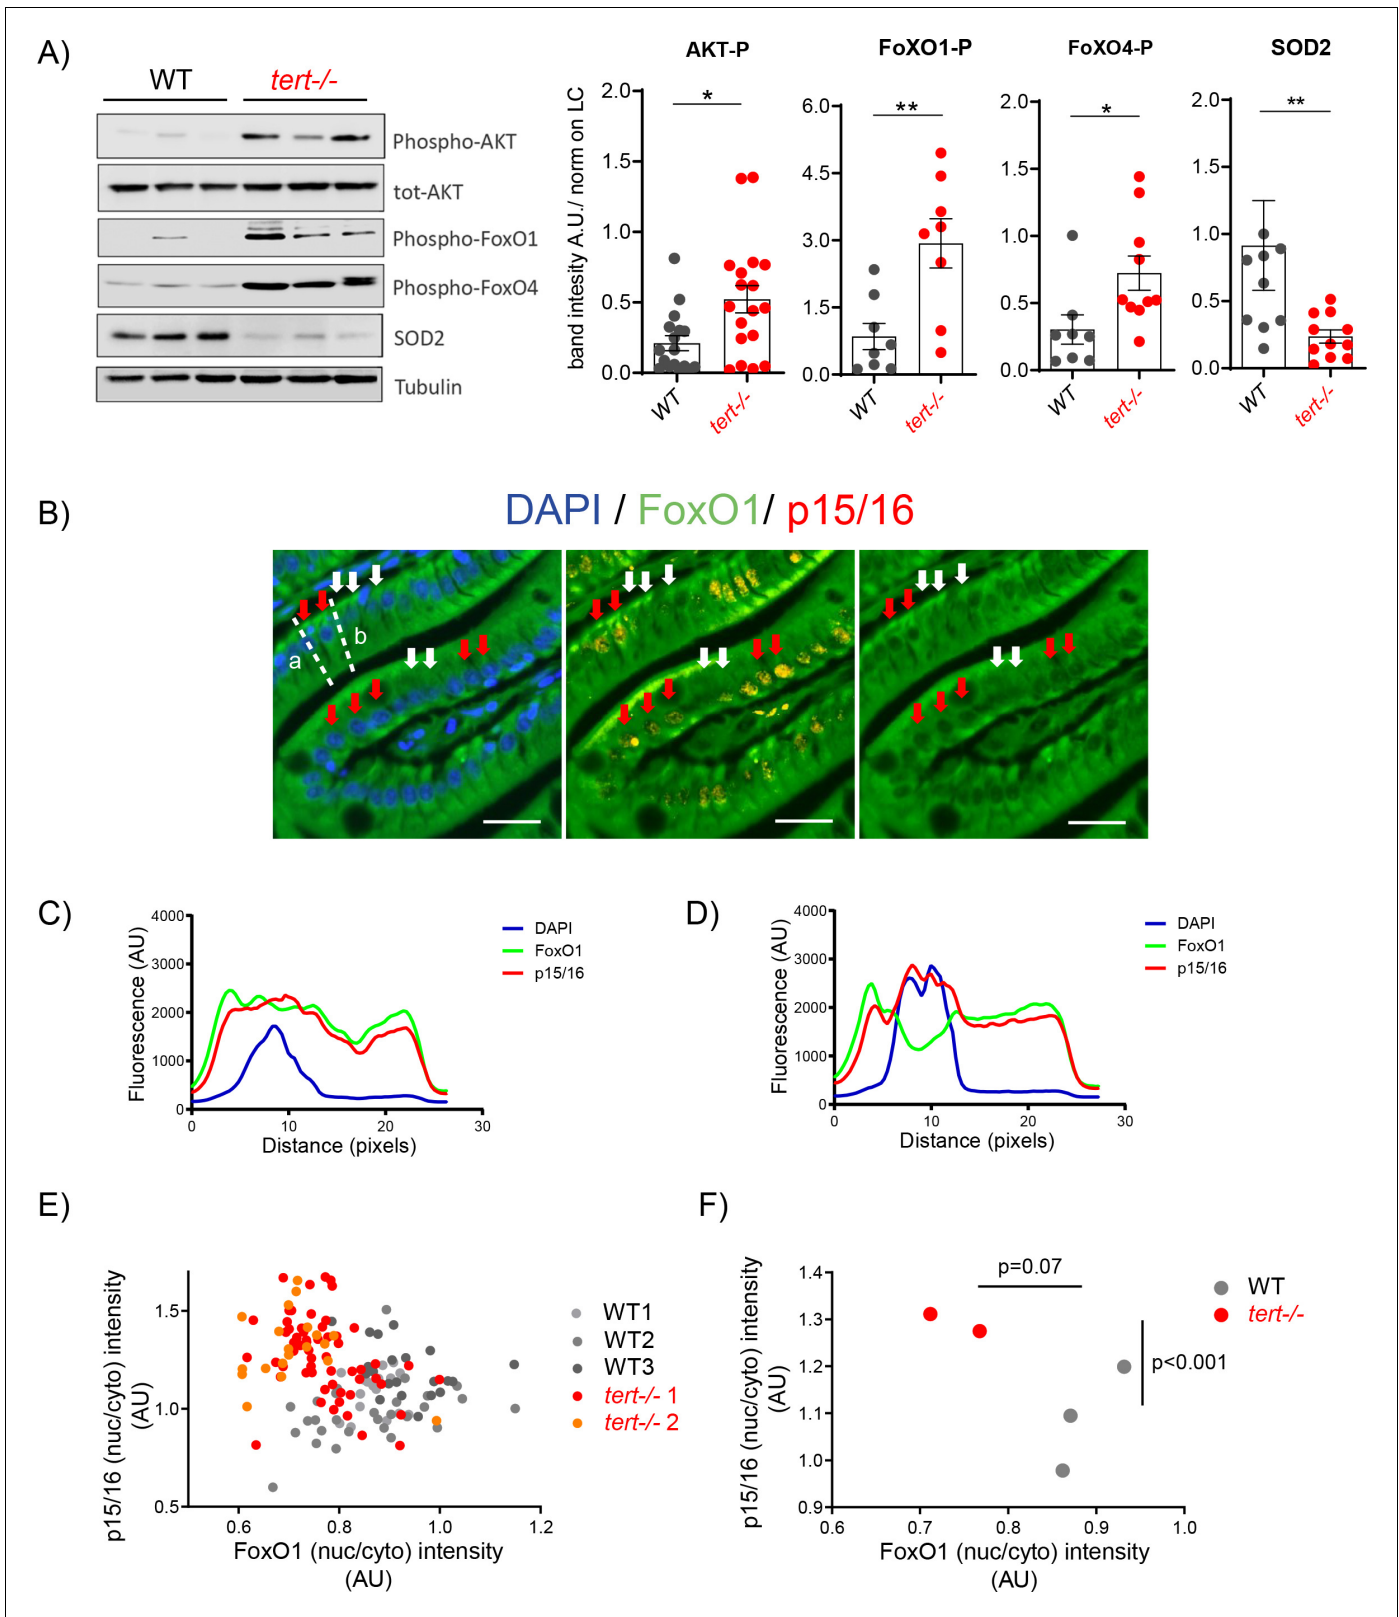 A)
WT
tert-/-
Phospho-AKT
tot-AKT
Phospho-FoxO1
Phospho-FoxO4
SOD2
Tubulin
band intesity A.U./ norm on LC
AKT-P
*
2.0
1.5
1.0
0.5
0.0
WT
tert-/-
FoXO1-P
**
6.0
4.5
3.0
1.5
0.0
WT
tert-/-
FoXO4-P
*
2.0
1.5
1.0
0.5
0.0
WT
tert-/-
SOD2
**
2.0
1.5
1.0
0.5
0.0
WT
tert-/-
B)
DAPI / FoxO1/ p15/16
a
b
C)
Fluorescence (AU)
4000
3000
2000
1000
0
0 10 20 30
Distance (pixels)
DAPI
FoxO1
p15/16
D)
Fluorescence (AU)
4000
3000
2000
1000
0
0 10 20 30
Distance (pixels)
DAPI
FoxO1
p15/16
E)
p15/16 (nuc/cyto) intensity
(AU)
1.5
1.0
0.5
0.6 0.8 1.0 1.2
FoxO1 (nuc/cyto) intensity
(AU)
WT1
WT2
WT3
tert-/- 1
tert-/- 2
F)
p15/16 (nuc/cyto) intensity
(AU)
1.4
1.3
1.2
1.1
1.0
0.9
0.6 0.7 0.8 0.9 1.0
FoxO1 (nuc/cyto) intensity
(AU)
p=0.07
p<0.001
WT
tert-/-